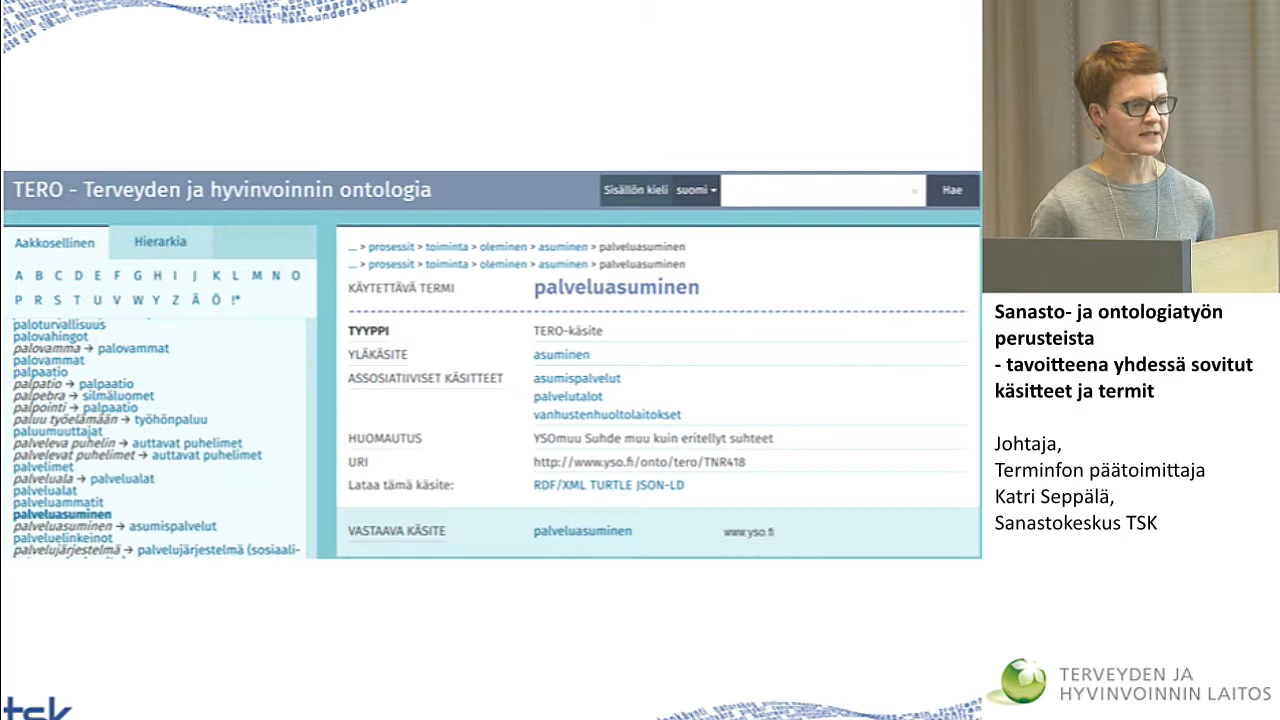 hälsoundersökning
TERO - Terveyden ja hyvinvoinnin ontologia
Sisällön kieli suomi
×
Hae
Aakkosellinen
Hierarkia
A B C D E F G H I J K L M N O
P R S T U V W Y Z Ä Ö !*
paloturvallisuus
palovahingot
palovamma → palovammat
palovammat
palpaatio
palpatio → palpaatio
palpebra → silmäluomet
palpointi → palpaatio
paluu työelämään → työhönpaluu
paluumuuttajat
palveleva puhelin → auttavat puhelimet
palvelevat puhelimet → auttavat puhelimet
palvelimet
palveluala → palvelualat
palvelualat
palveluammatit
palveluasuminen
palveluasuminen → asumispalvelut
palveluelinkeinot
palvelujärjestelmä → palvelujärjestelmä (sosiaali-
... > prosessit > toiminta > oleminen > asuminen > palveluasuminen
... > prosessit > toiminta > oleminen > asuminen > palveluasuminen
KÄYTETTÄVÄ TERMI palveluasuminen
TYYPPI TERO-käsite
YLÄKÄSITE asuminen
ASSOSIATIIVISET KÄSITTEET asumispalvelut
palvelutalot
vanhustenhuoltolaitokset
HUOMAUTUS YSOmuu Suhde muu kuin eritellyt suhteet
URI http://www.yso.fi/onto/tero/TNR418
Lataa tämä käsite: RDF/XML TURTLE JSON-LD
VASTAAVA KÄSITE palveluasuminen www.yso.fi
tsk
Sanasto- ja ontologiatyön
perusteista
- tavoitteena yhdessä sovitut
käsitteet ja termit
Johtaja,
Terminfon päätoimittaja
Katri Seppälä,
Sanastokeskus TSK
TERVEYDEN JA
HYVINVOINNIN LAITOS